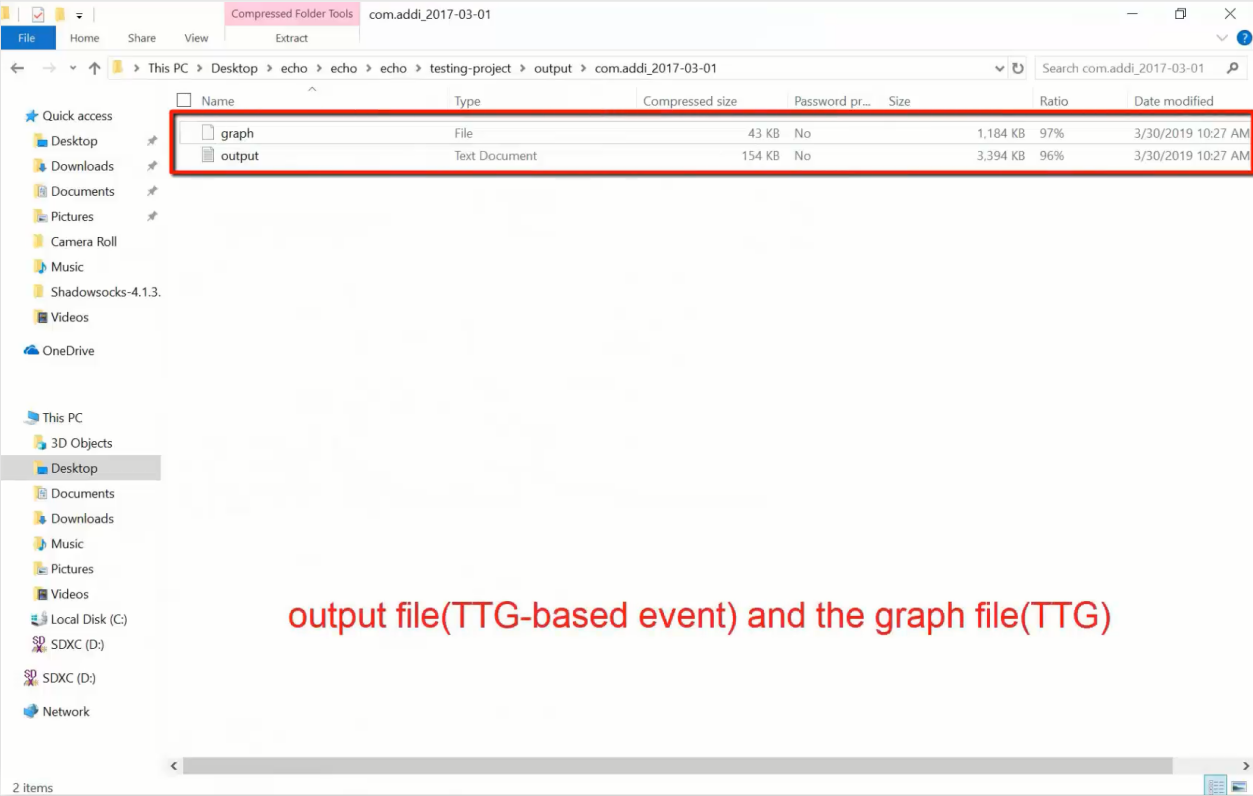 Compressed Folder Tools com.addi_2017-03-01
File Home Share View Extract
This PC Desktop echo echo echo testing-project output com.addi_2017-03-01 Search com.addi_2017-03-01
Name Type Compressed size Password pr... Size Ratio Date modified
graph File 43 KB No 1,184 KB 97% 3/30/2019 10:27 AM
output Text Document 154 KB No 3,394 KB 96% 3/30/2019 10:27 AM
Quick access
Desktop
Downloads
Documents
Pictures
Camera Roll
Music
Shadowsocks-4.1.3.
Videos
OneDrive
This PC
3D Objects
Desktop
Documents
Downloads
Music
Pictures
Videos
Local Disk (C:)
SDXC (D:)
SDXC (D:)
Network
output file(TTG-based event) and the graph file(TTG)
2 items